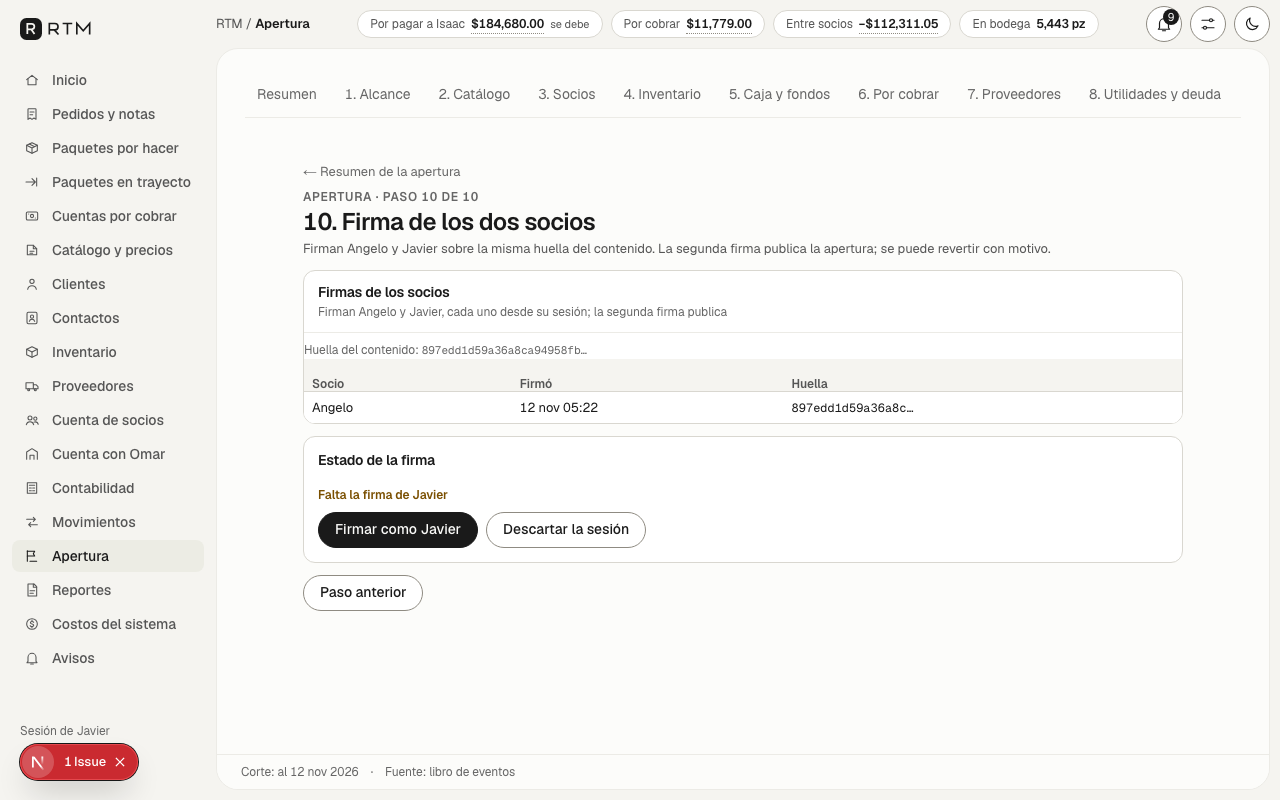 R RTM
RTM / Apertura
Por pagar a Isaac $184,680.00 se debe
Por cobrar $11,779.00
Entre socios −$112,311.05
En bodega 5,443 pz
9
Inicio
Pedidos y notas
Paquetes por hacer
Paquetes en trayecto
Cuentas por cobrar
Catálogo y precios
Clientes
Contactos
Inventario
Proveedores
Cuenta de socios
Cuenta con Omar
Contabilidad
Movimientos
Apertura
Reportes
Costos del sistema
Avisos
Sesión de Javier
N 1 Issue
Resumen 1. Alcance 2. Catálogo 3. Socios 4. Inventario 5. Caja y fondos 6. Por cobrar 7. Proveedores 8. Utilidades y deuda
← Resumen de la apertura
APERTURA · PASO 10 DE 10
10. Firma de los dos socios
Firman Angelo y Javier sobre la misma huella del contenido. La segunda firma publica la apertura; se puede revertir con motivo.
Firmas de los socios
Firman Angelo y Javier, cada uno desde su sesión; la segunda firma publica
Huella del contenido: 897edd1d59a36a8ca94958fb…
Socio Firmó Huella
Angelo 12 nov 05:22 897edd1d59a36a8c…
Estado de la firma
Falta la firma de Javier
Firmar como Javier Descartar la sesión
Paso anterior
Corte: al 12 nov 2026 · Fuente: libro de eventos